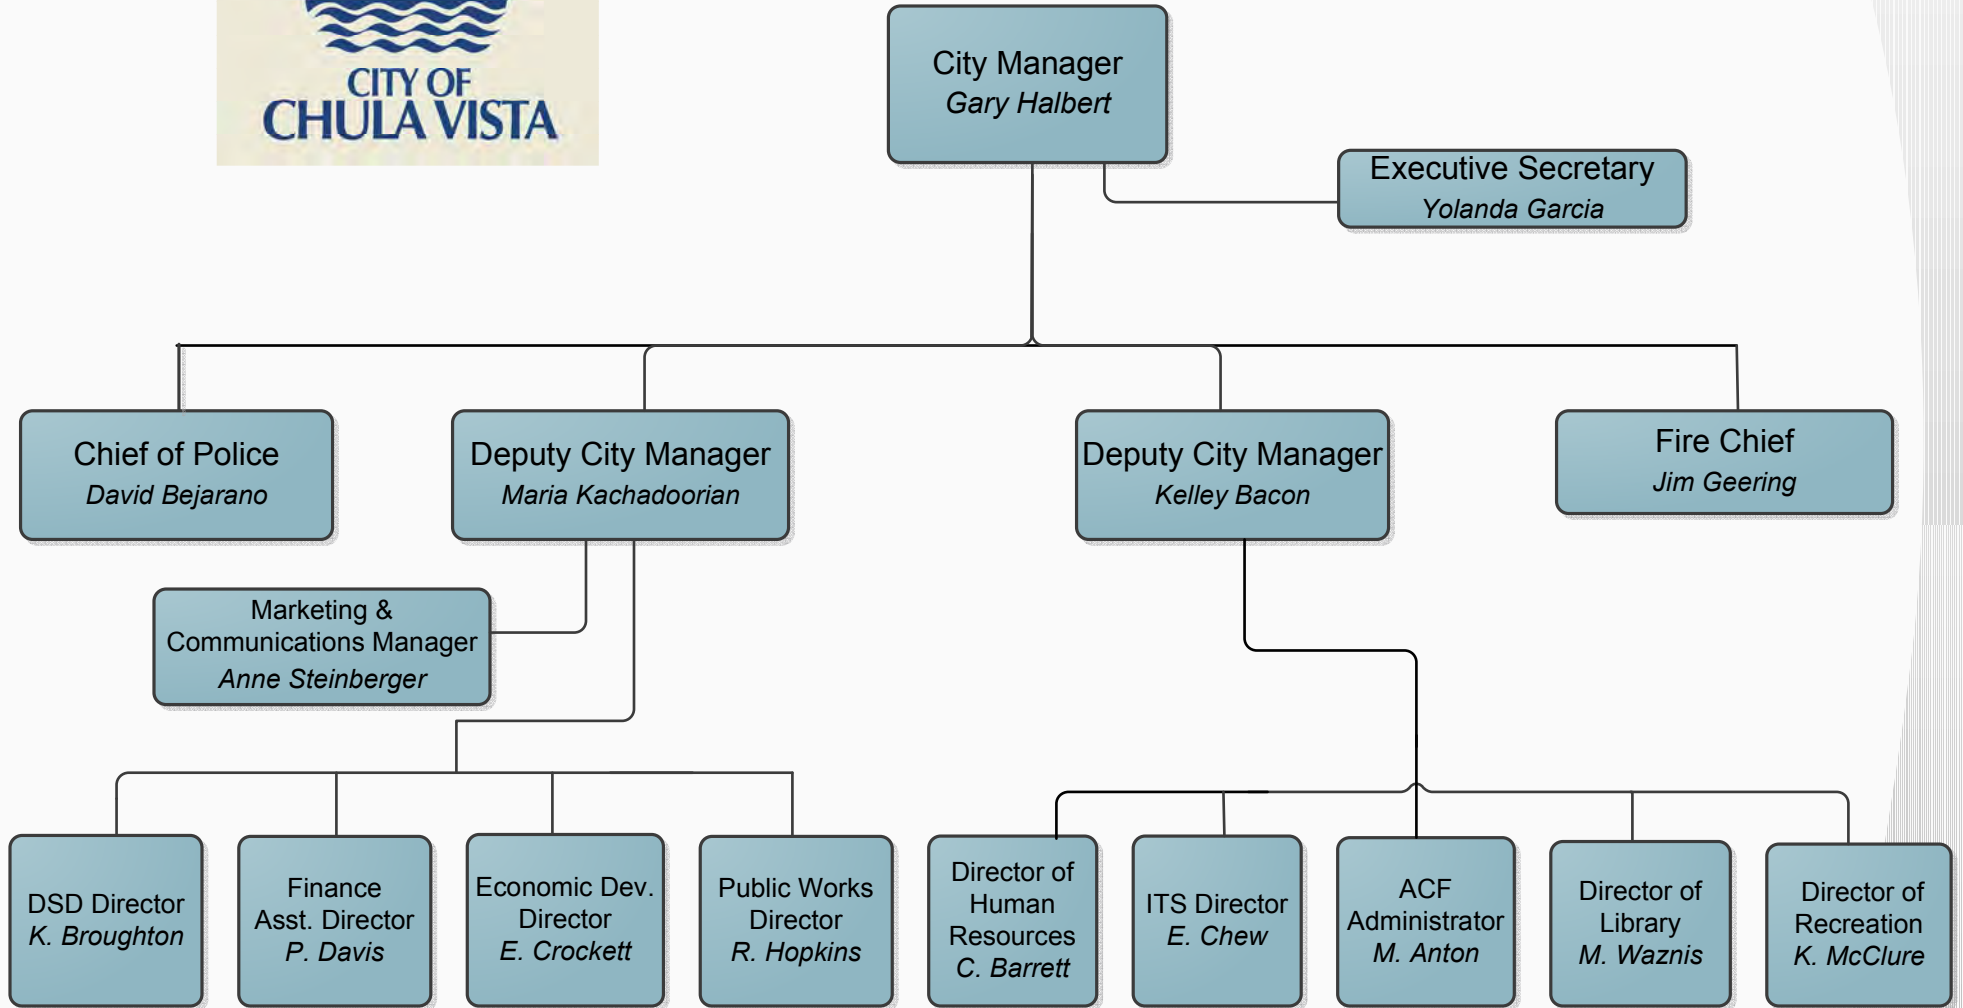 CITY OF
CHULA VISTA
City Manager
Gary Halbert
Executive Secretary
Yolanda Garcia
Chief of Police
David Bejarano
Deputy City Manager
Maria Kachadoorian
Deputy City Manager
Kelley Bacon
Fire Chief
Jim Geering
Marketing &
Communications Manager
Anne Steinberger
DSD Director
K. Broughton
Finance
Asst. Director
P. Davis
Economic Dev.
Director
E. Crockett
Public Works
Director
R. Hopkins
Director of
Human
Resources
C. Barrett
ITS Director
E. Chew
ACF
Administrator
M. Anton
Director of
Library
M. Waznis
Director of
Recreation
K. McClure